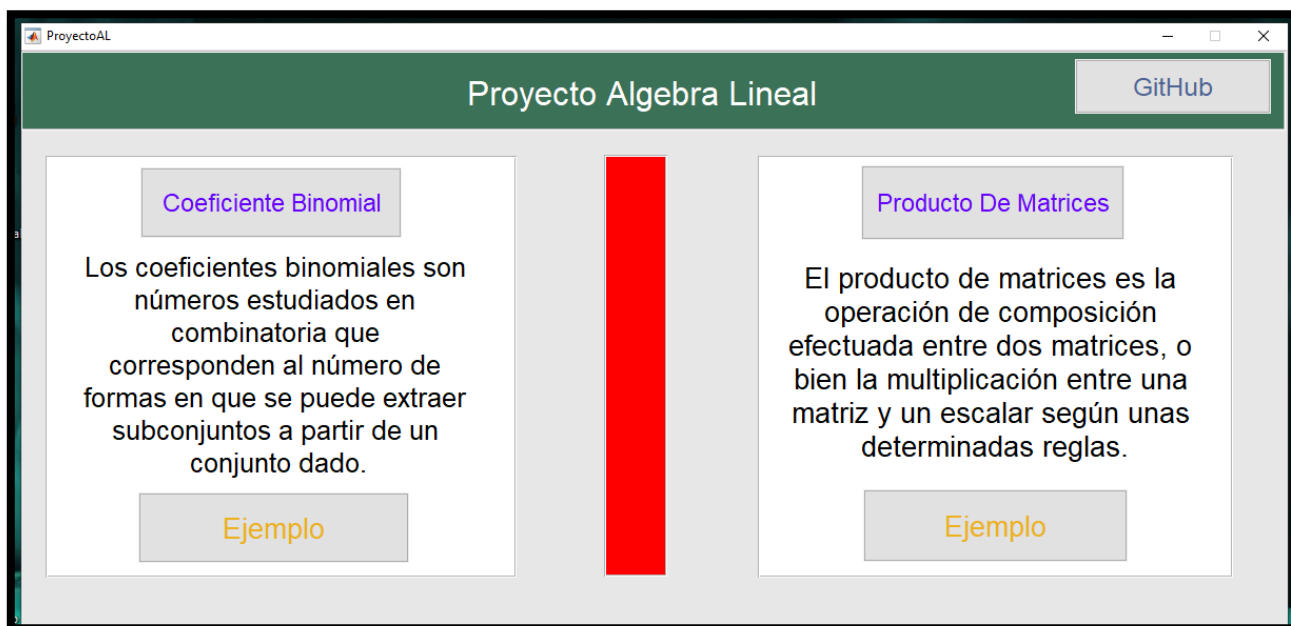 ProyectoAL
Proyecto Algebra Lineal
GitHub
Coeficiente Binomial
Los coeficientes binomiales son
números estudiados en
combinatoria que
corresponden al número de
formas en que se puede extraer
subconjuntos a partir de un
conjunto dado.
Ejemplo
Producto De Matrices
El producto de matrices es la
operación de composición
efectuada entre dos matrices, o
bien la multiplicación entre una
matriz y un escalar según unas
determinadas reglas.
Ejemplo